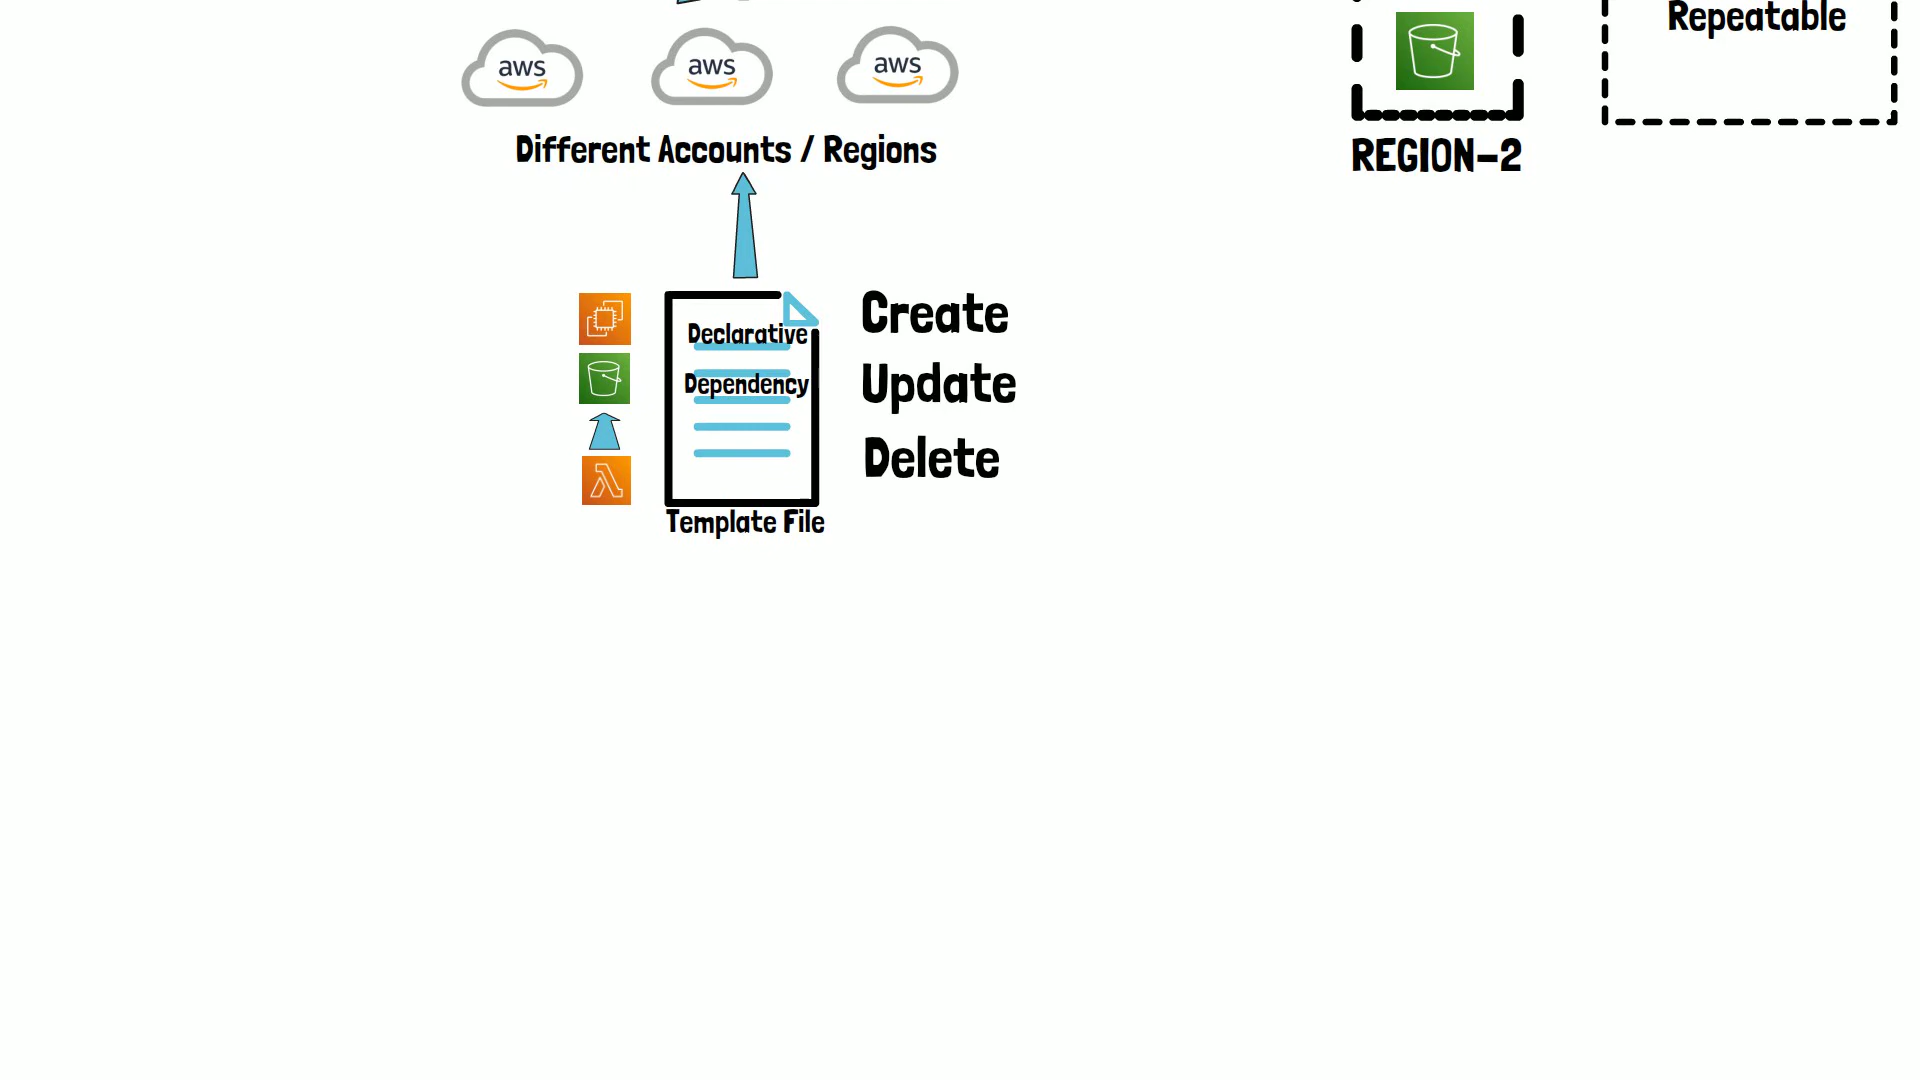 Repeatable
aws
aws
aws
Different Accounts / Regions
REGION-2
Declarative
Dependency
Create
Update
Delete
Template File